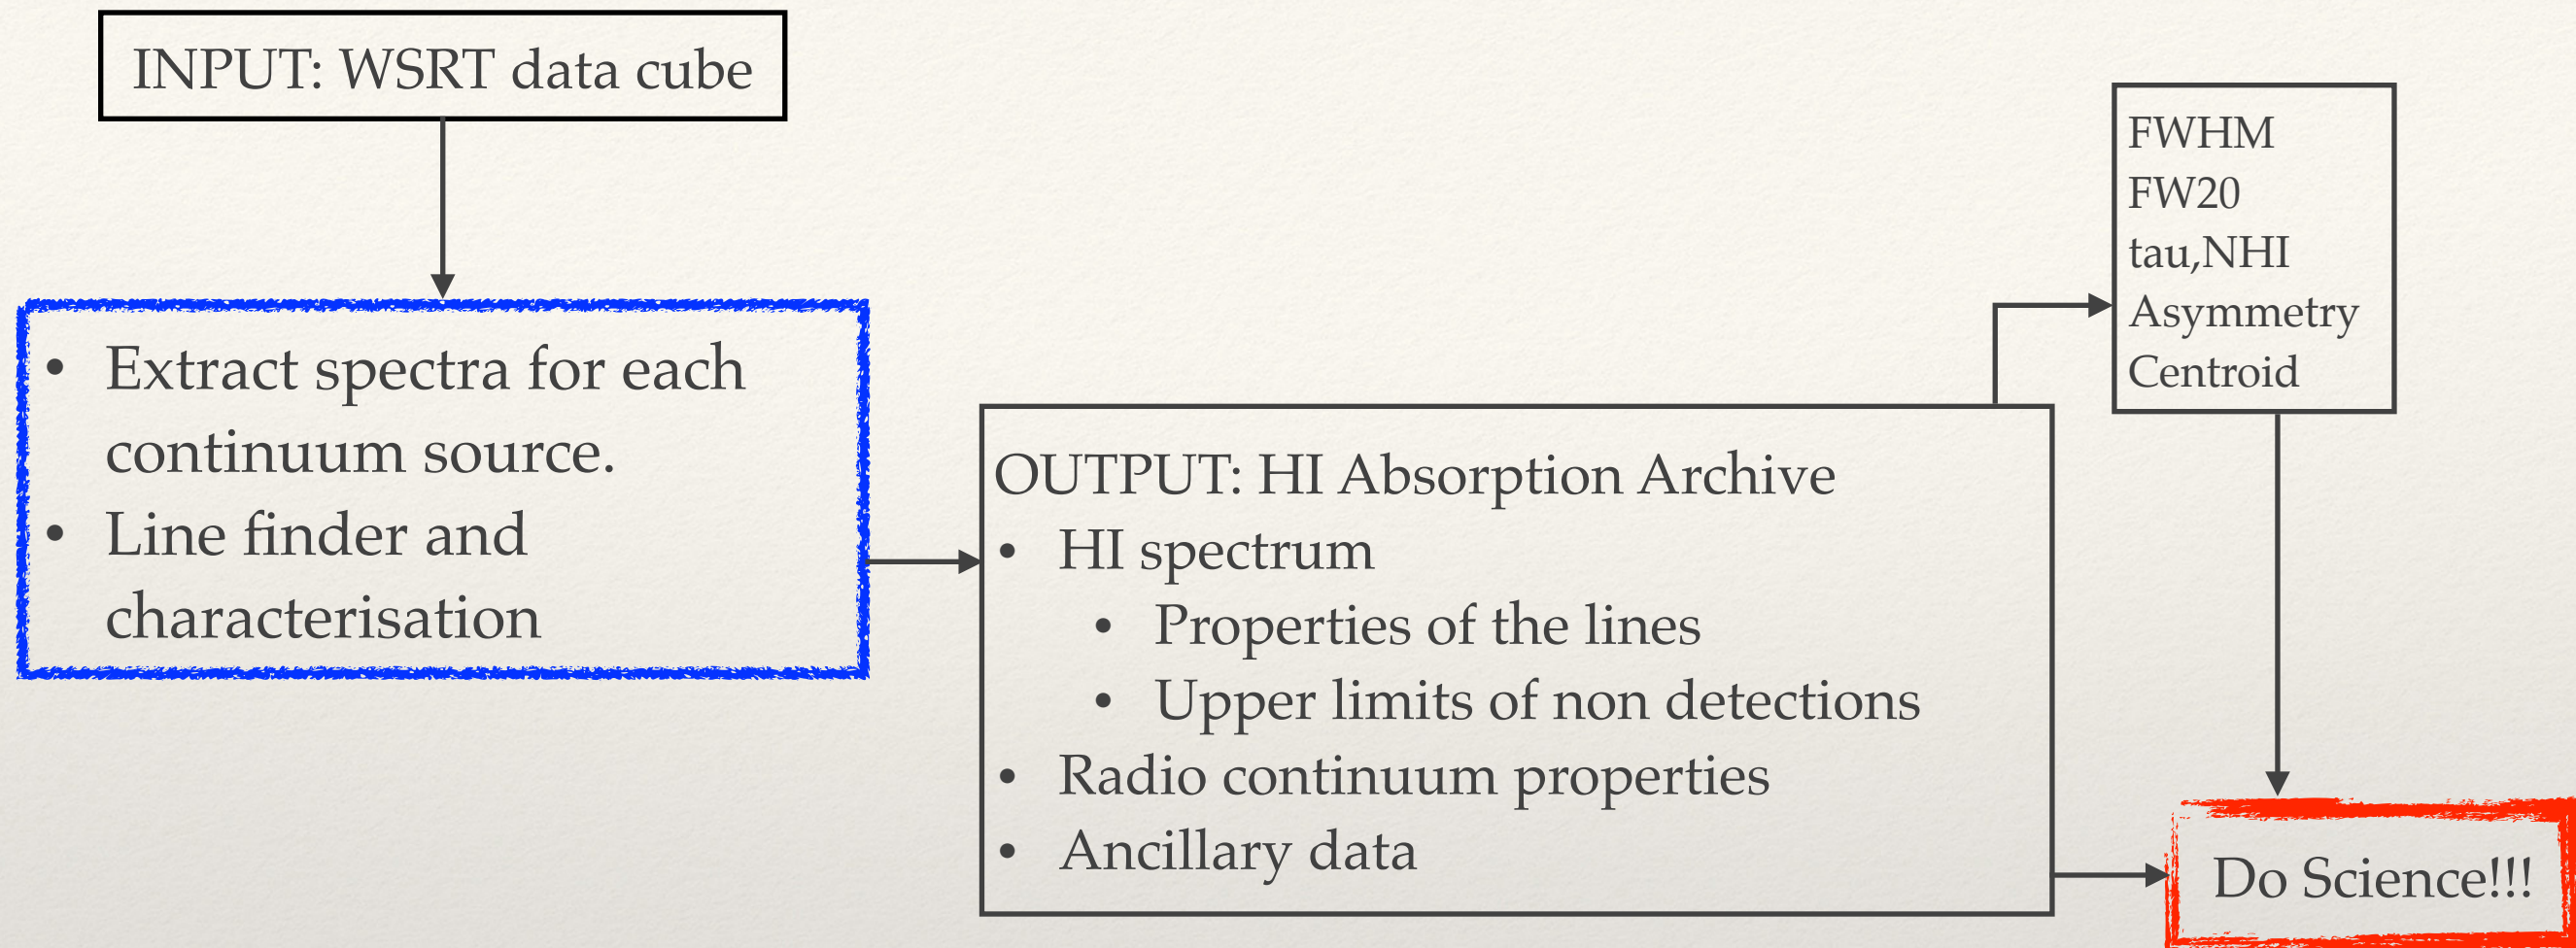 INPUT: WSRT data cube
• Extract spectra for each
continuum source.
• Line finder and
characterisation
OUTPUT: HI Absorption Archive
• HI spectrum
• Properties of the lines
• Upper limits of non detections
• Radio continuum properties
• Ancillary data
FWHM
FW20
tau,NHI
Asymmetry
Centroid
Do Science!!!